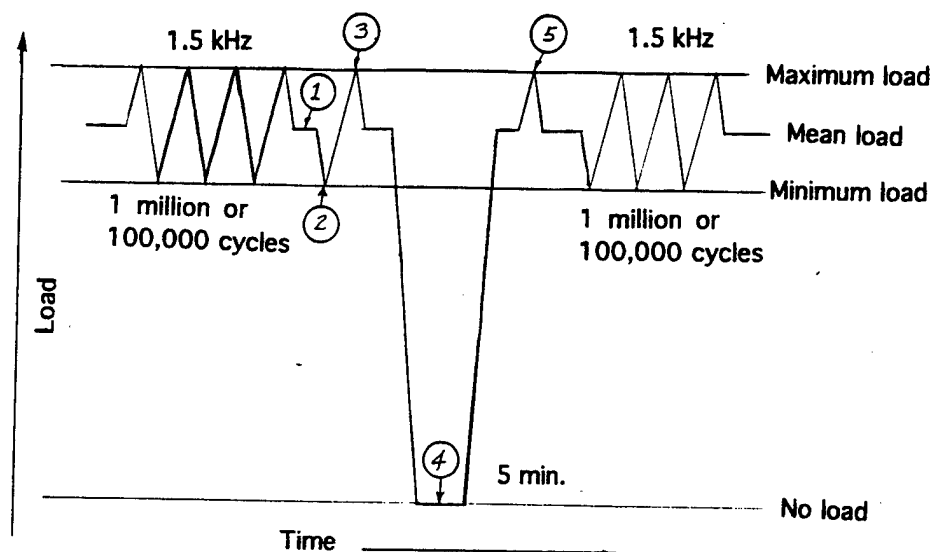 3
5
1.5 kHz
1.5 kHz
Maximum load
1
Mean load
Minimum load
1 million or
100,000 cycles
2
1 million or
100,000 cycles
Load
4
5 min.
No load
Time